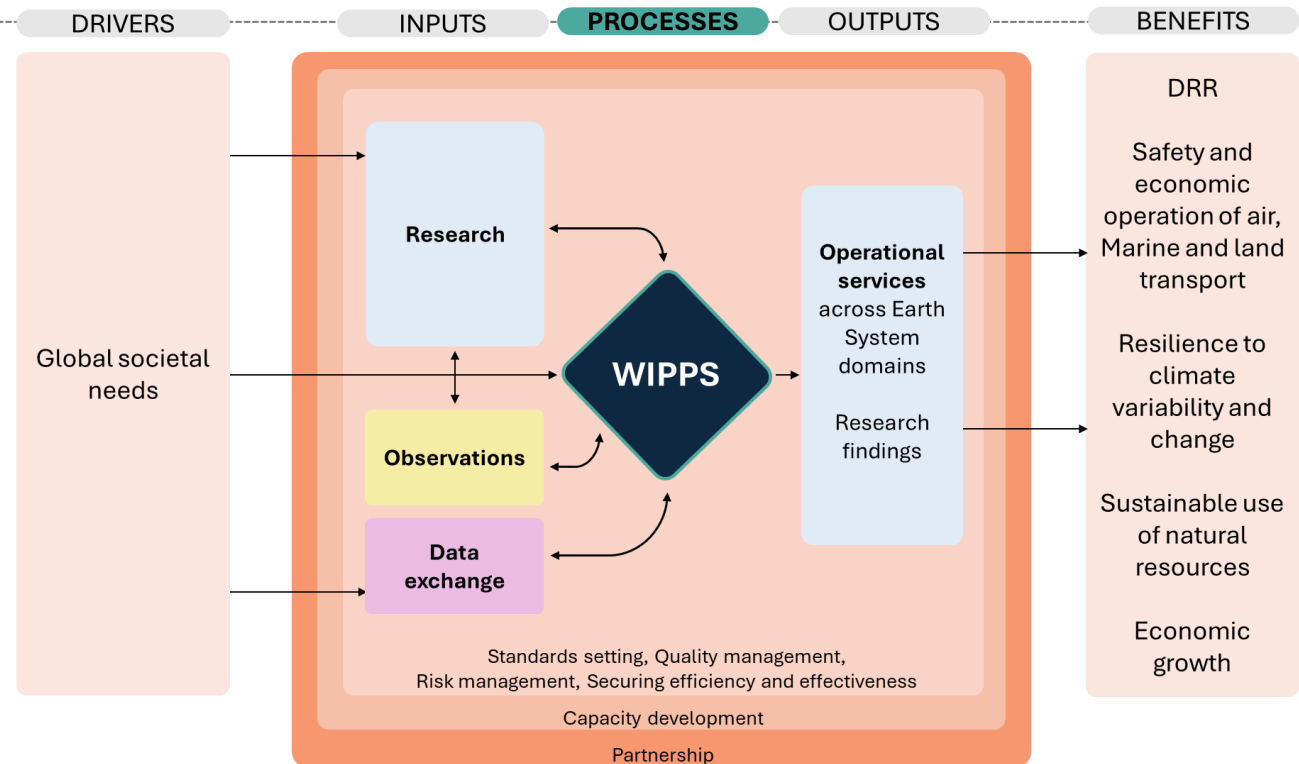 DRIVERS
INPUTS
PROCESSES
OUTPUTS
BENEFITS
Global societal
needs
Research
Observations
Data
exchange
WIPPS
Operational
services
across Earth
System
domains
Research
findings
Standards setting, Quality management,
Risk management, Securing efficiency and effectiveness
Capacity development
Partnership
DRR
Safety and
economic
operation of air,
Marine and land
transport
Resilience to
climate
variability and
change
Sustainable use
of natural
resources
Economic
growth